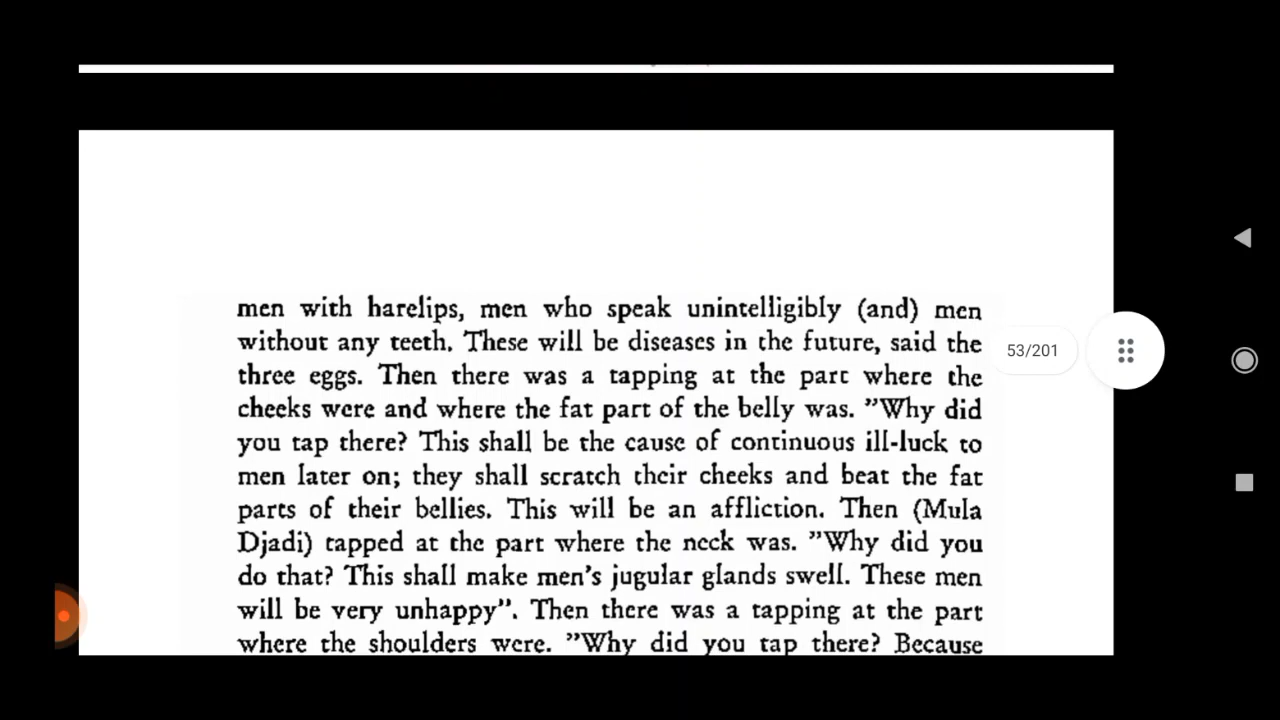 men with harelips, men who speak unintelligibly (and) men
without any teeth. These will be diseases in the future, said the
three eggs. Then there was a tapping at the part where the
cheeks were and where the fat part of the belly was. ”Why did
you tap there? This shall be the cause of continuous ill-luck to
men later on; they shall scratch their cheeks and beat the fat
parts of their bellies. This will be an affliction. Then (Mula
Djadi) tapped at the part where the neck was. ”Why did you
do that? This shall make men's jugular glands swell. These men
will be very unhappy”. Then there was a tapping at the part
where the shoulders were. ”Why did you tap there? Because
53/201